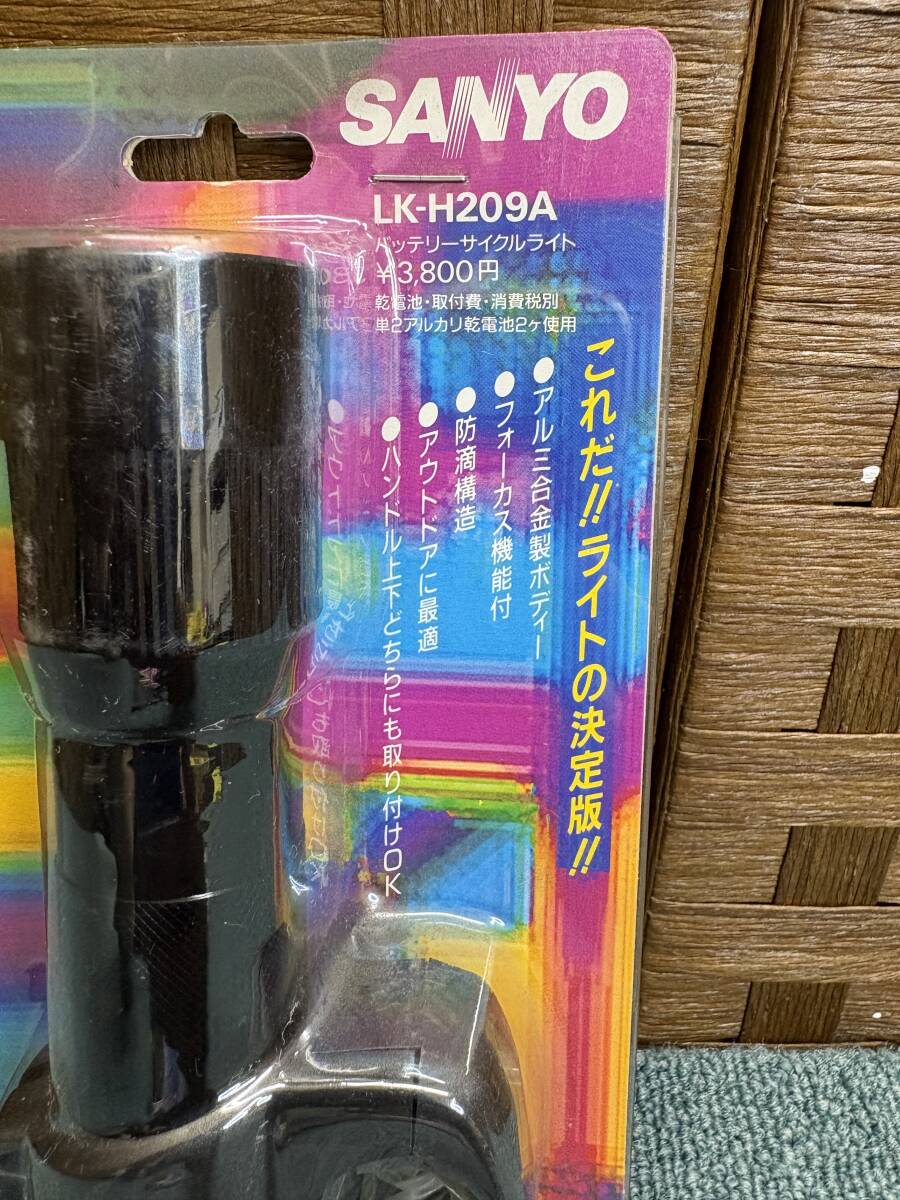 SANYO
LK-H209A
バッテリーサイクルライト
¥3,800円
乾電池・取付費・消費税別
単2アルカリ乾電池2ヶ使用
これだ!!ライトの決定版!!
●アルミ合金製ボディー
●フォーカス機能付
●防滴構造
●アウトドアに最適
●ハンドル上下どちらにも取り付けOK